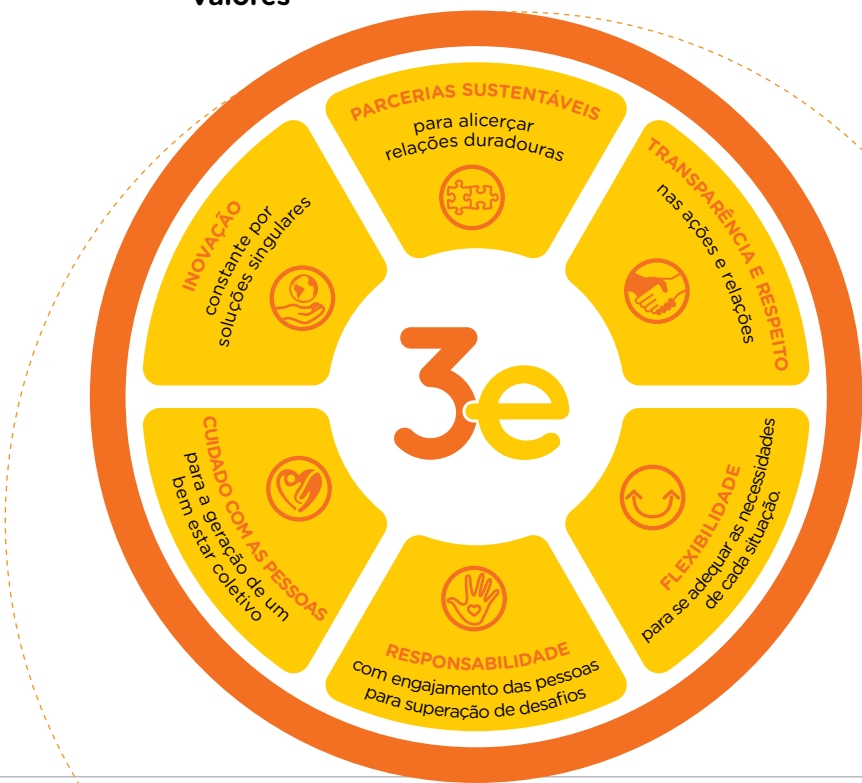 valores
PARCERIAS SUSTENTÁVEIS
para alicerçar
relações duradouras
TRANSPARÊNCIA E RESPEITO
nas ações e relações
FLEXIBILIDADE
para se adequar as necessidades
de cada situação.
RESPONSABILIDADE
com engajamento das pessoas
para superação de desafios
CUIDADO COM AS PESSOAS
para a geração de um
bem estar coletivo
INOVAÇÃO
constante por
soluções singulares
3e